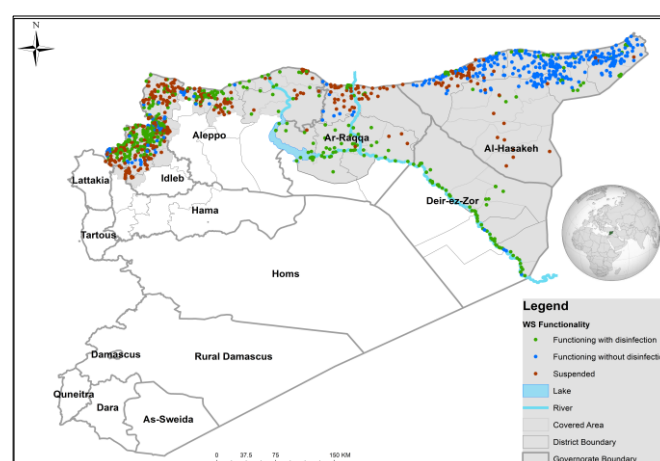 N
Aleppo
Ar-Raqqa
Al-Hasakeh
Lattakia
Idleb
Deir-ez-Zor
Hama
Tartous
Homs
Damascus
Rural Damascus
Quneitra
Dara
As-Sweida
0 37.5 75 150 KM
Legend
WS Functionality
Functioning with disinfection
Functioning without disinfectio
Suspended
Lake
River
Covered Area
District Boundary
Governorate Boundary